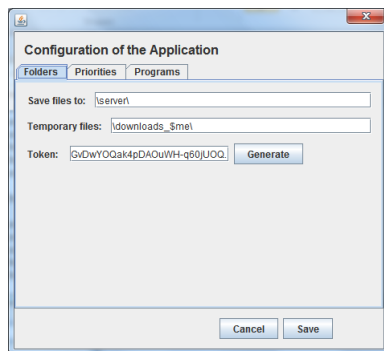 Configuration of the Application
Folders Priorities Programs
Save files to: \server\
Temporary files: \downloads_$me\
Token: GvDwYOQak4pDAOuWH-q60jUOQ Generate
Cancel Save